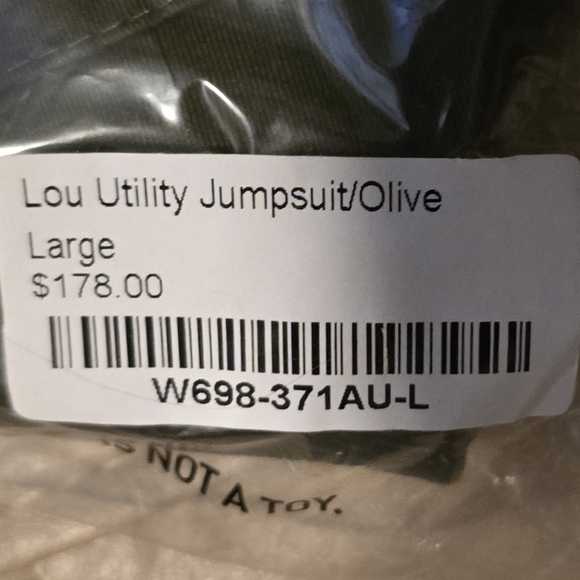 Lou Utility Jumpsuit/Olive
Large
$178.00
W698-371AU-L
NOT A TOY.